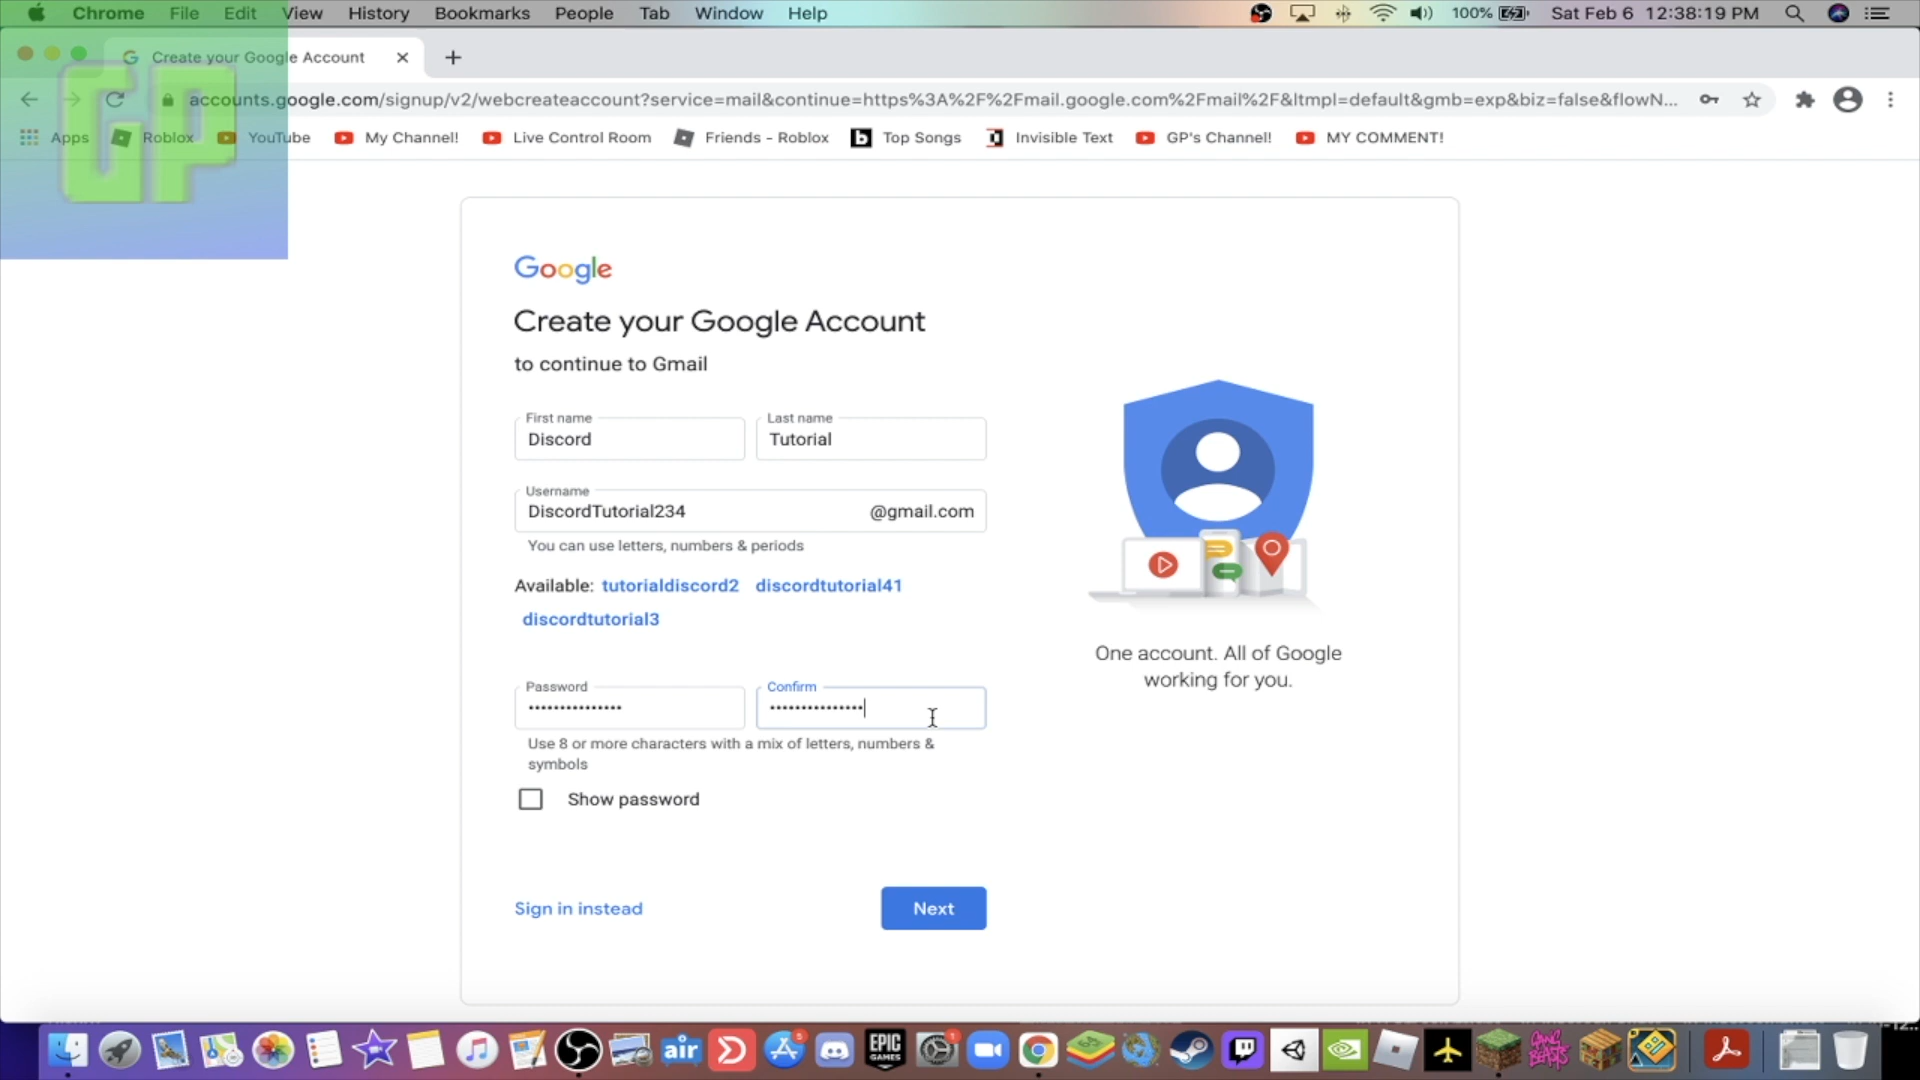 Chrome File Edit View History Bookmarks People Tab Window Help 100% Sat Feb 6 12:38:19 PM
Create your Google Account
accounts.google.com/signup/v2/webcreateaccount?service=mail&continue=https%3A%2F%2Fmail.google.com%2Fmail%2F&ltmpl=default&gmb=exp&biz=false&flowN...
Apps Roblox YouTube My Channel! Live Control Room Friends - Roblox Top Songs Invisible Text GP's Channel! MY COMMENT!
GP
Google
Create your Google Account
to continue to Gmail
First name Last name
Discord Tutorial
Username
DiscordTutorial234 @gmail.com
You can use letters, numbers & periods
Available: tutorialdiscord2 discordtutorial41
discordtutorial3
Password Confirm
••••••••••••••• •••••••••••••••
Use 8 or more characters with a mix of letters, numbers &
symbols
Show password
Sign in instead Next
One account. All of Google
working for you.
air EPIC GAMES GANG BEASTS